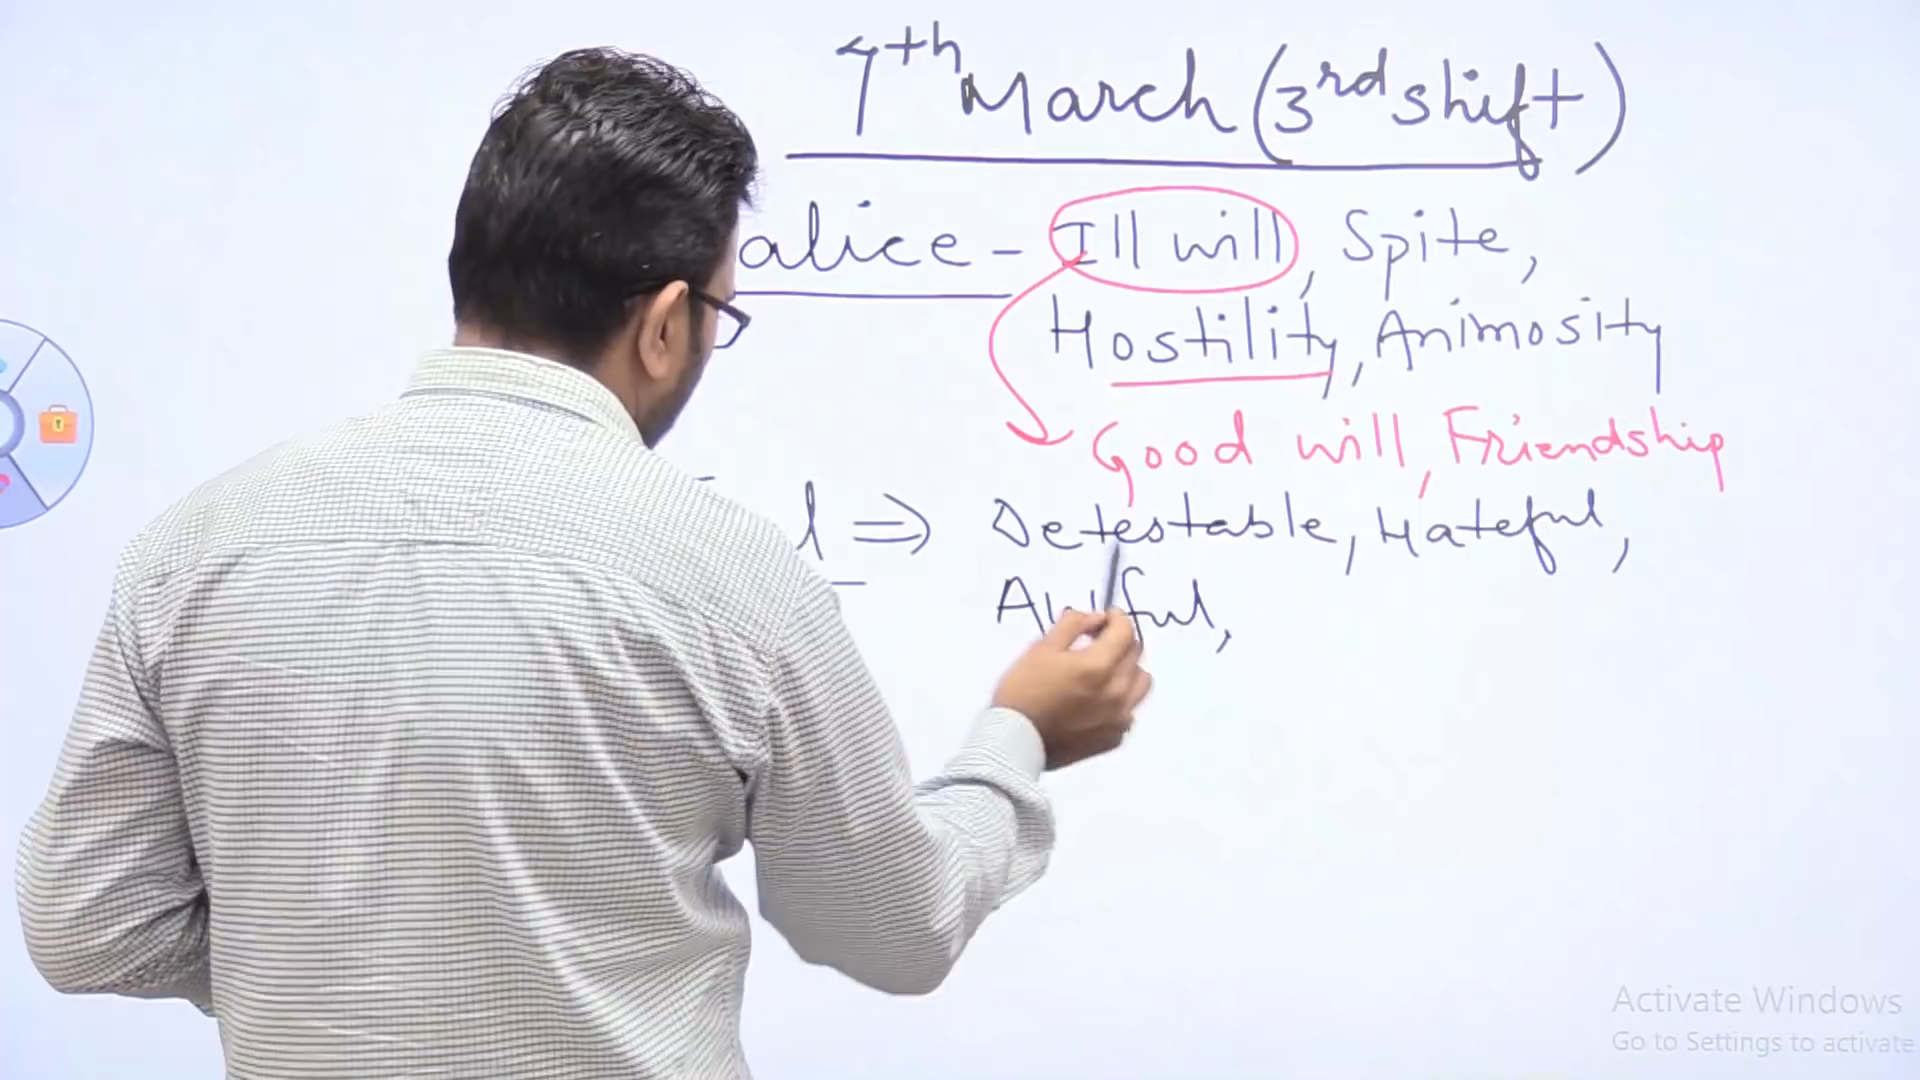 7th March (3rd shift)
alice - Ill will, Spite,
Hostility, Animosity
Good will, Friendship
l ⇒ Detestable, Hateful,
Awful,
Activate Windows
Go to Settings to activate